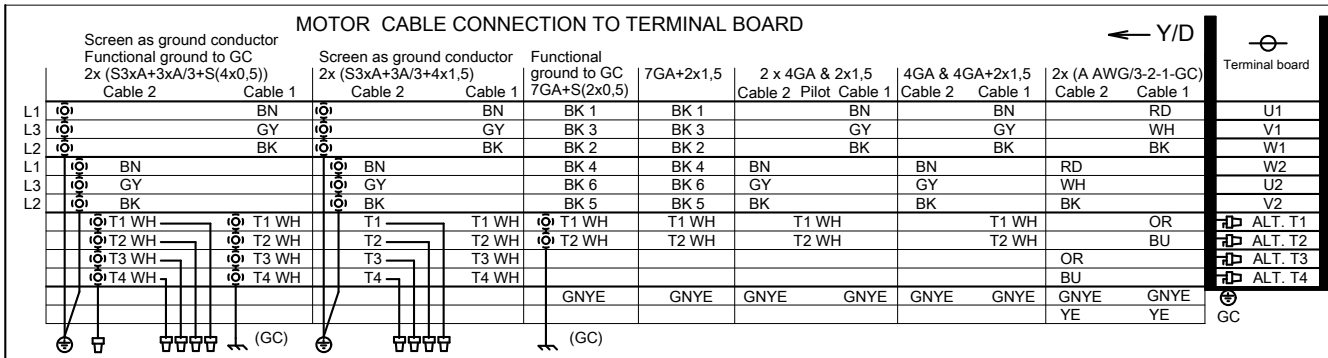 MOTOR CABLE CONNECTION TO TERMINAL BOARD
Y/D
Screen as ground conductor
Functional ground to GC
2x (S3xA+3xA/3+S(4x0,5))
Cable 2 Cable 1
Screen as ground conductor
2x (S3xA+3A/3+4x1,5)
Cable 2 Cable 1
Functional
ground to GC
7GA+S(2x0,5)
7GA+2x1,5
2 x 4GA & 2x1,5
Cable 2 Pilot Cable 1
4GA & 4GA+2x1,5
Cable 2 Cable 1
2x (A AWG/3-2-1-GC)
Cable 2 Cable 1
Terminal board
L1 BN BN BK 1 BK 1 BN BN RD U1
L3 GY GY BK 3 BK 3 GY GY WH V1
L2 BK BK BK 2 BK 2 BK BK BK W1
L1 BN BN BK 4 BK 4 BN BN RD W2
L3 GY GY BK 6 BK 6 GY GY WH U2
L2 BK BK BK 5 BK 5 BK BK BK V2
T1 WH T1 WH T1 T1 WH T1 WH T1 WH T1 WH T1 WH OR ALT. T1
T2 WH T2 WH T2 T2 WH T2 WH T2 WH T2 WH T2 WH BU ALT. T2
T3 WH T3 WH T3 T3 WH OR ALT. T3
T4 WH T4 WH T4 T4 WH BU ALT. T4
GNYE GNYE GNYE GNYE GNYE GNYE GNYE GNYE
YE YE GC
(GC) (GC)